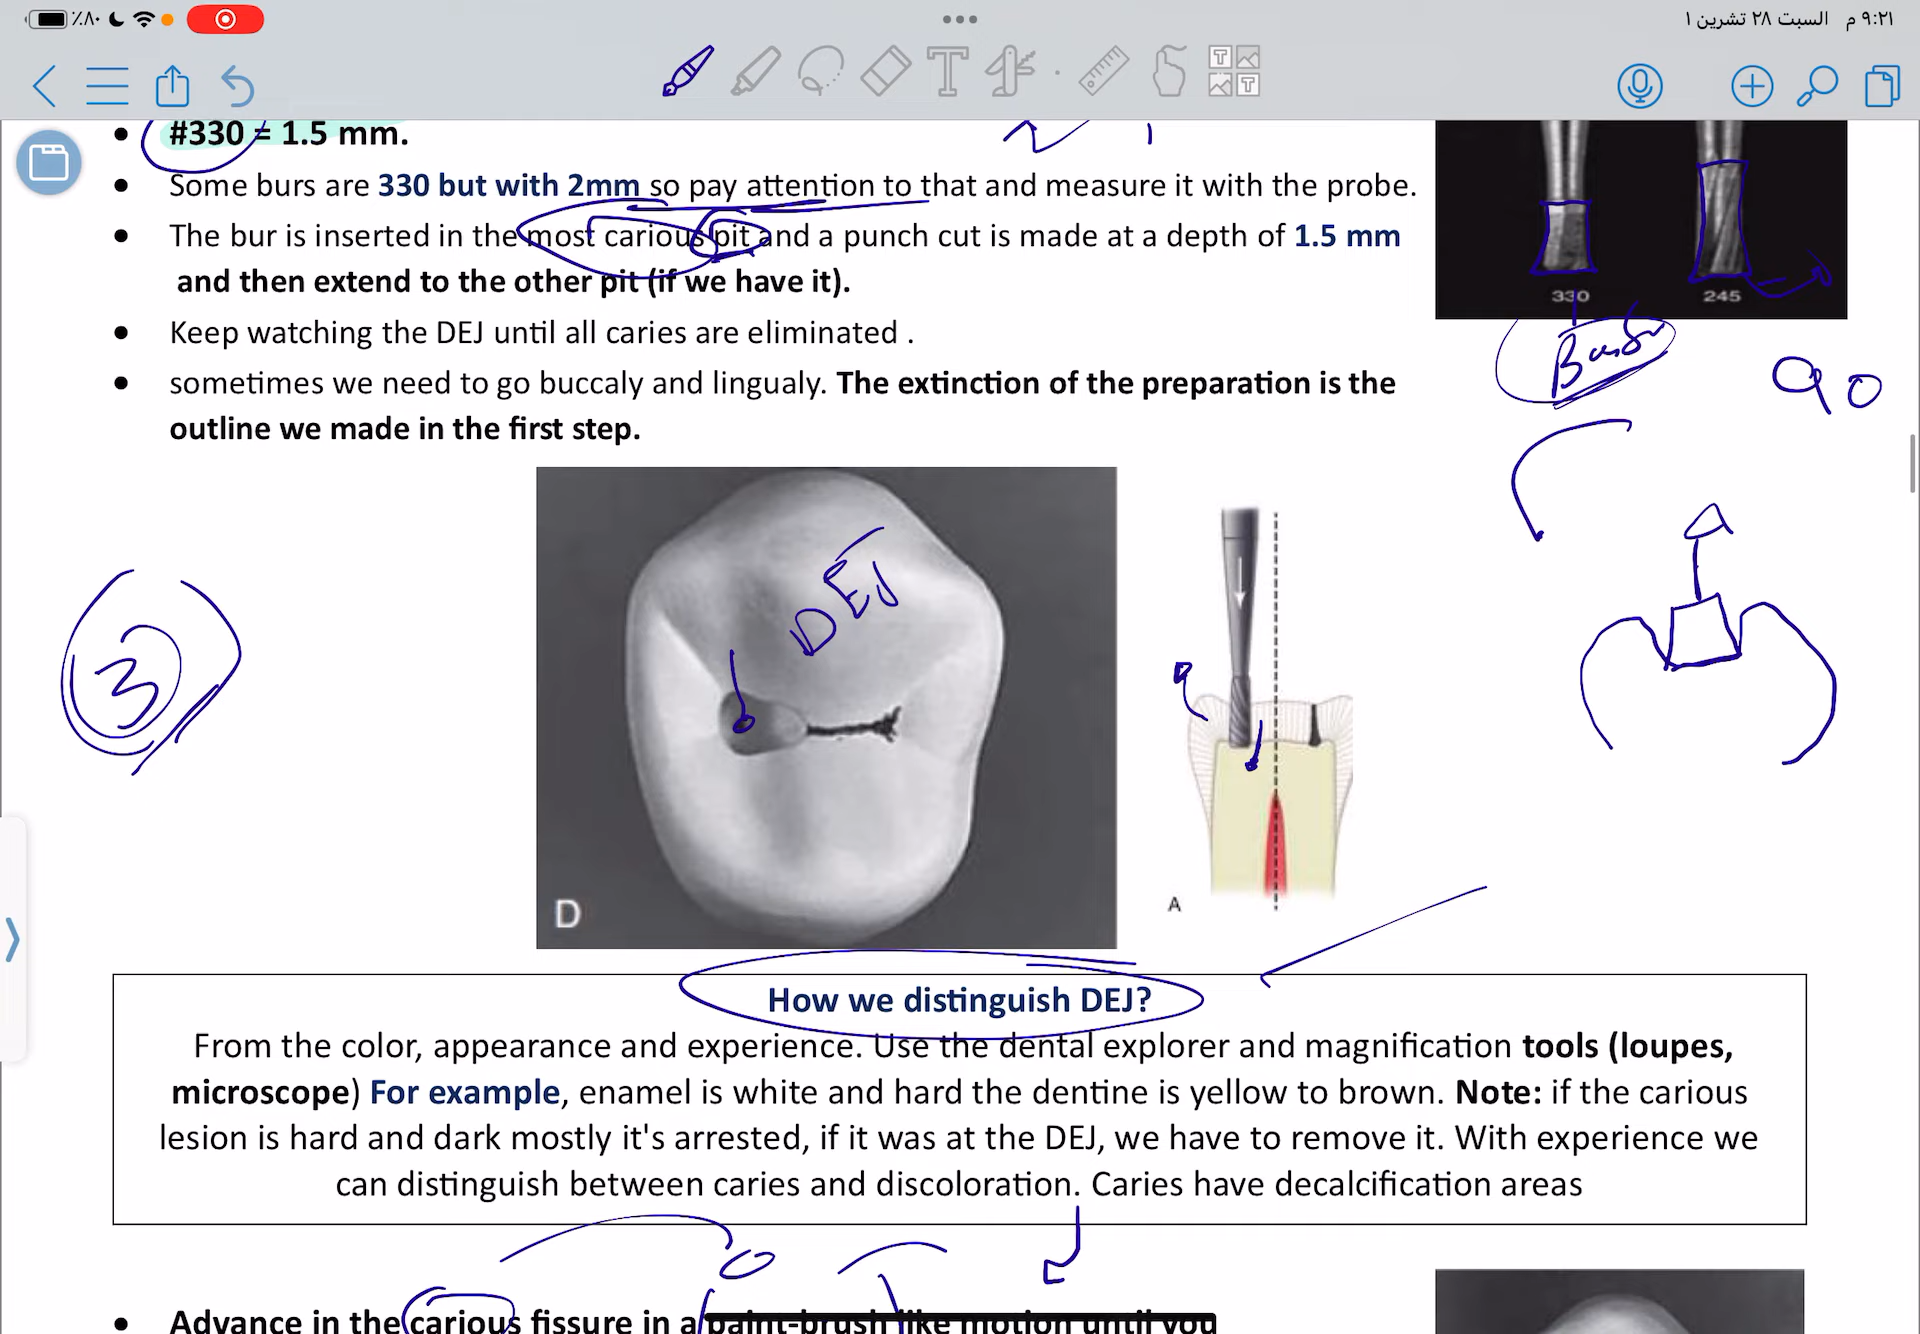 ٪٨٠
٩:٢١ م السبت ٢٨ تشرين ١
• #330 = 1.5 mm.
• Some burs are 330 but with 2mm so pay attention to that and measure it with the probe.
• The bur is inserted in the most carious pit and a punch cut is made at a depth of 1.5 mm
and then extend to the other pit (if we have it).
330 245
• Keep watching the DEJ until all caries are eliminated .
90
• sometimes we need to go buccaly and lingualy. The extinction of the preparation is the
outline we made in the first step.
DEJ
3
D
A
How we distinguish DEJ?
From the color, appearance and experience. Use the dental explorer and magnification tools (loupes,
microscope) For example, enamel is white and hard the dentine is yellow to brown. Note: if the carious
lesion is hard and dark mostly it's arrested, if it was at the DEJ, we have to remove it. With experience we
can distinguish between caries and discoloration. Caries have decalcification areas
• Advance in the carious fissure in a paint-brush like motion until you